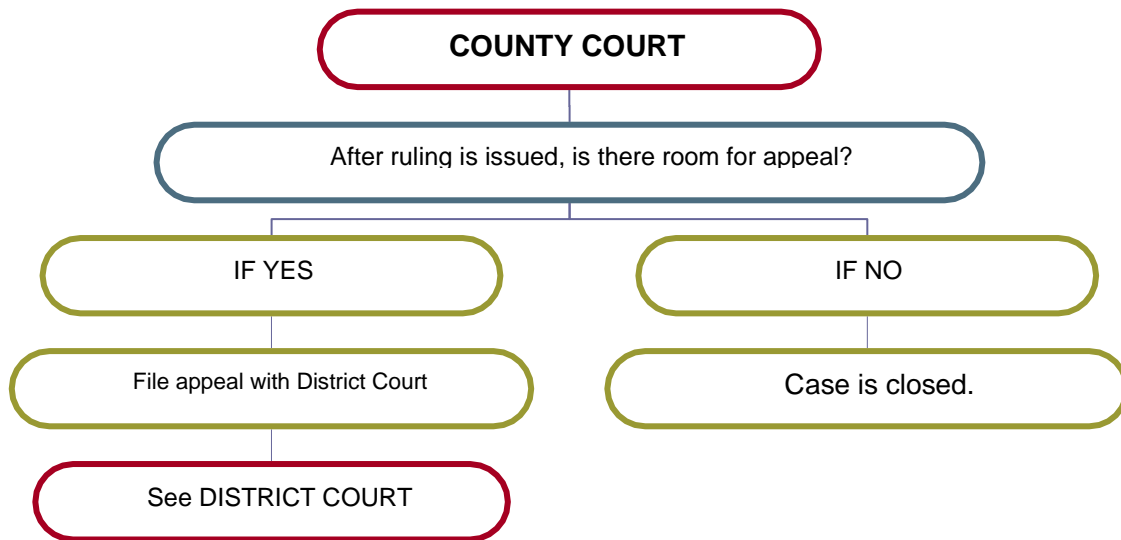 COUNTY COURT
After ruling is issued, is there room for appeal?
IF YES
IF NO
File appeal with District Court
Case is closed.
See DISTRICT COURT